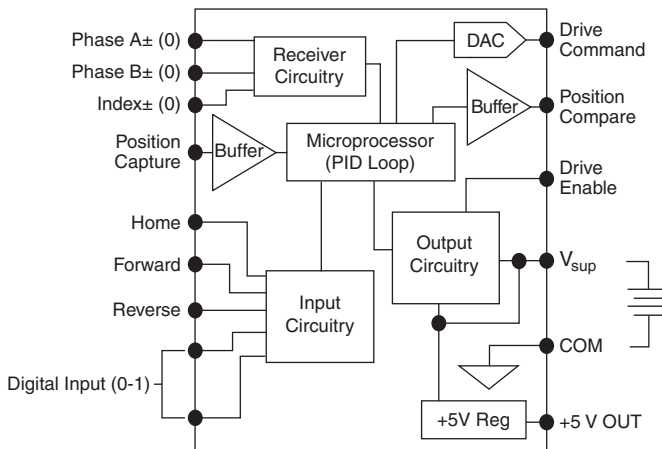 Phase A± (0)
Phase B± (0)
Index± (0)
Position
Capture
Home
Forward
Reverse
Digital Input (0-1)
Receiver
Circuitry
Buffer
Microprocessor
(PID Loop)
Input
Circuitry
DAC
Buffer
Output
Circuitry
+5V Reg
Drive
Command
Position
Compare
Drive
Enable
Vsup
COM
+5 V OUT